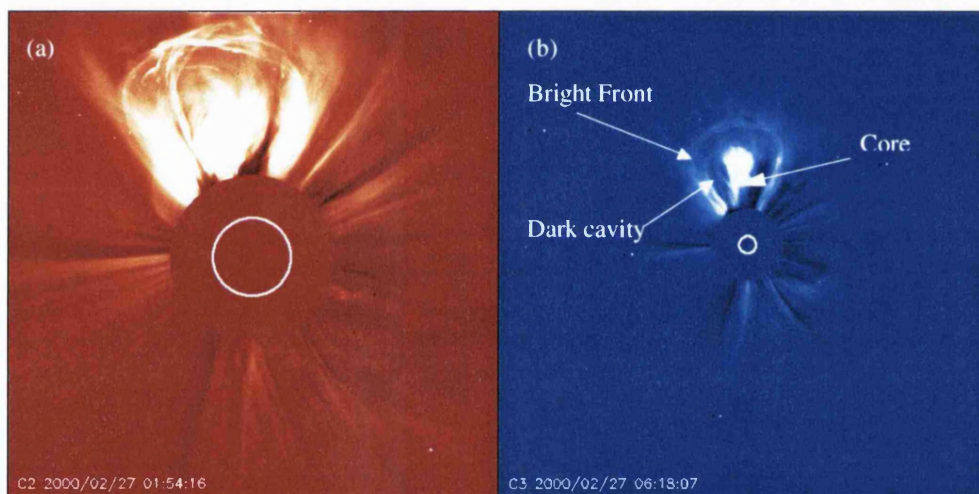 (a)
C2 2000/02/27 01:54:16
(b)
Bright Front
Core
Dark cavity
C3 2000/02/27 06:18:07